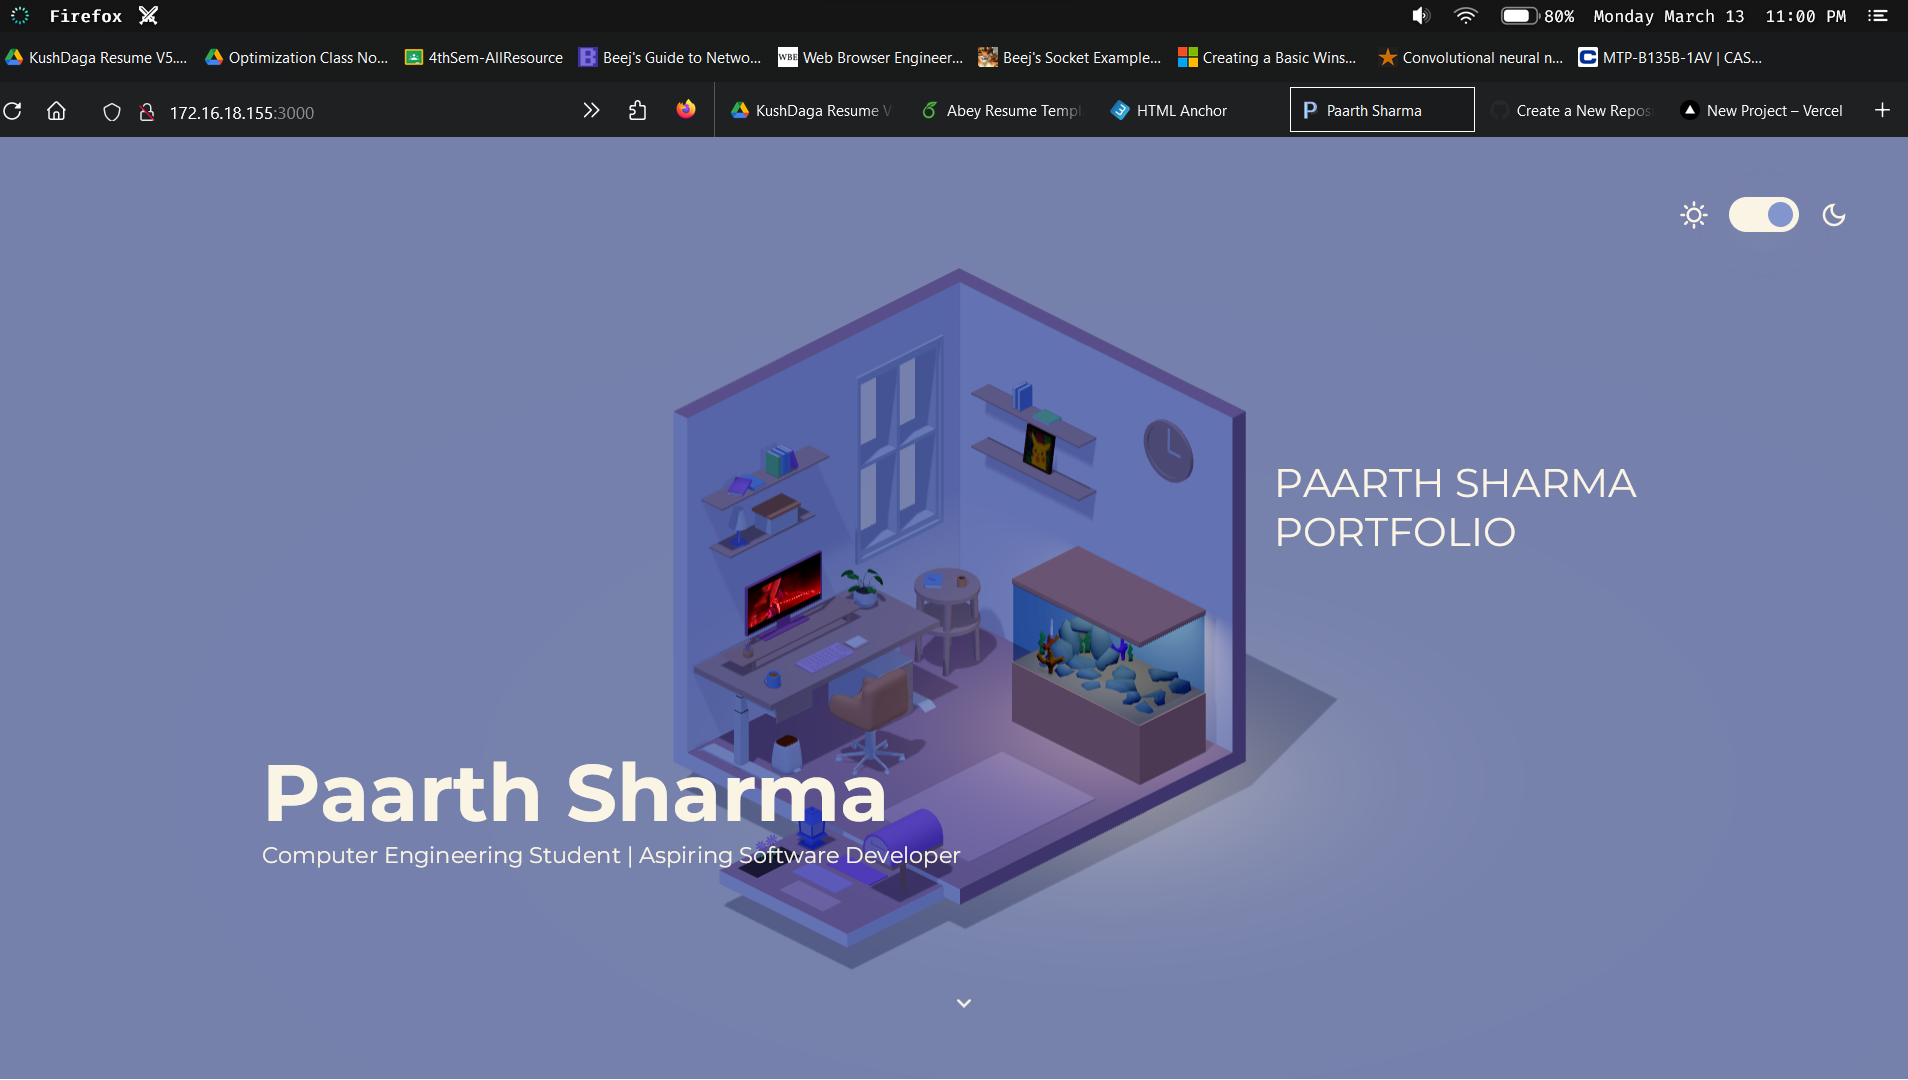 Firefox
80% Monday March 13 11:00 PM
KushDaga Resume V5....
Optimization Class No...
4thSem-AllResource
Beej's Guide to Netwo...
WBE Web Browser Engineer...
Beej's Socket Example...
Creating a Basic Wins...
Convolutional neural n...
MTP-B135B-1AV | CAS...
172.16.18.155:3000
KushDaga Resume V
Abey Resume Templ
HTML Anchor
Paarth Sharma
Create a New Repos
New Project – Vercel
PAARTH SHARMA
PORTFOLIO
Paarth Sharma
Computer Engineering Student | Aspiring Software Developer